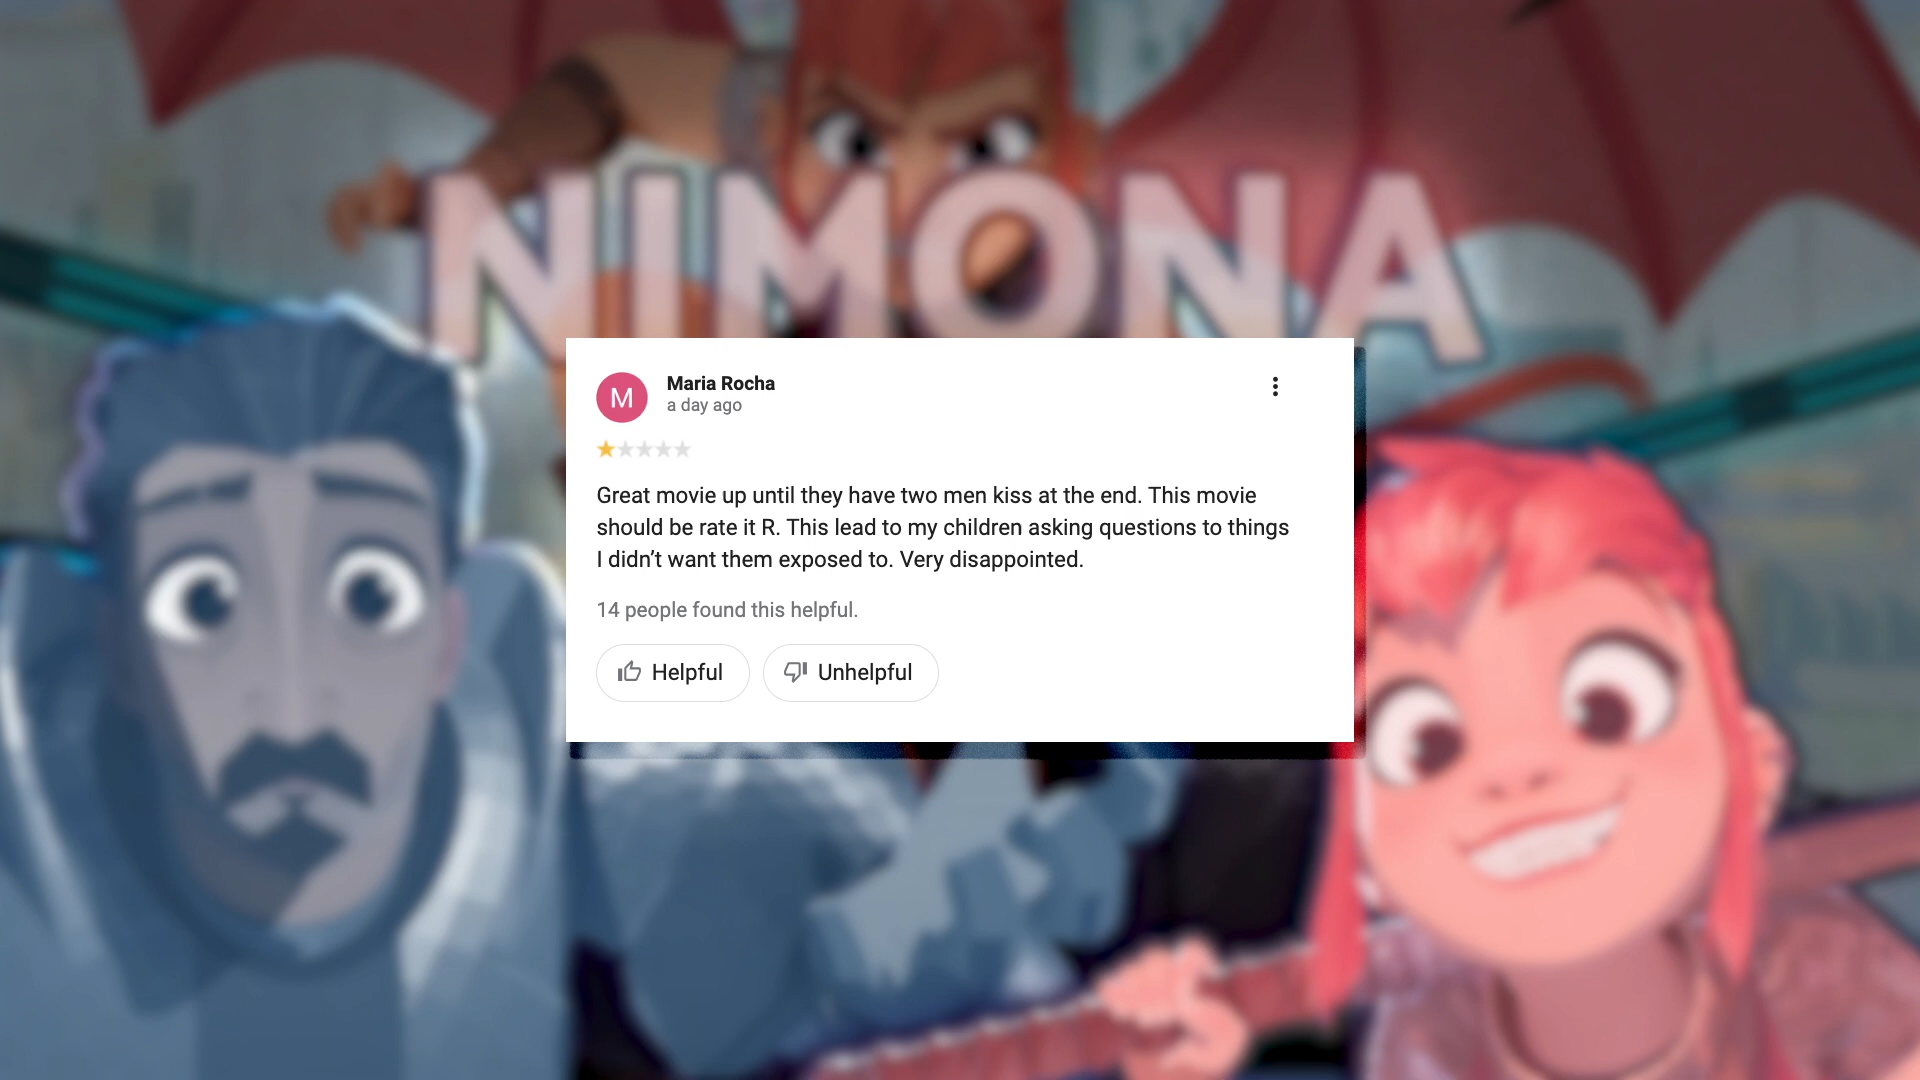 NIMONA
M
Maria Rocha
a day ago
Great movie up until they have two men kiss at the end. This movie
should be rate it R. This lead to my children asking questions to things
I didn’t want them exposed to. Very disappointed.
14 people found this helpful.
Helpful
Unhelpful